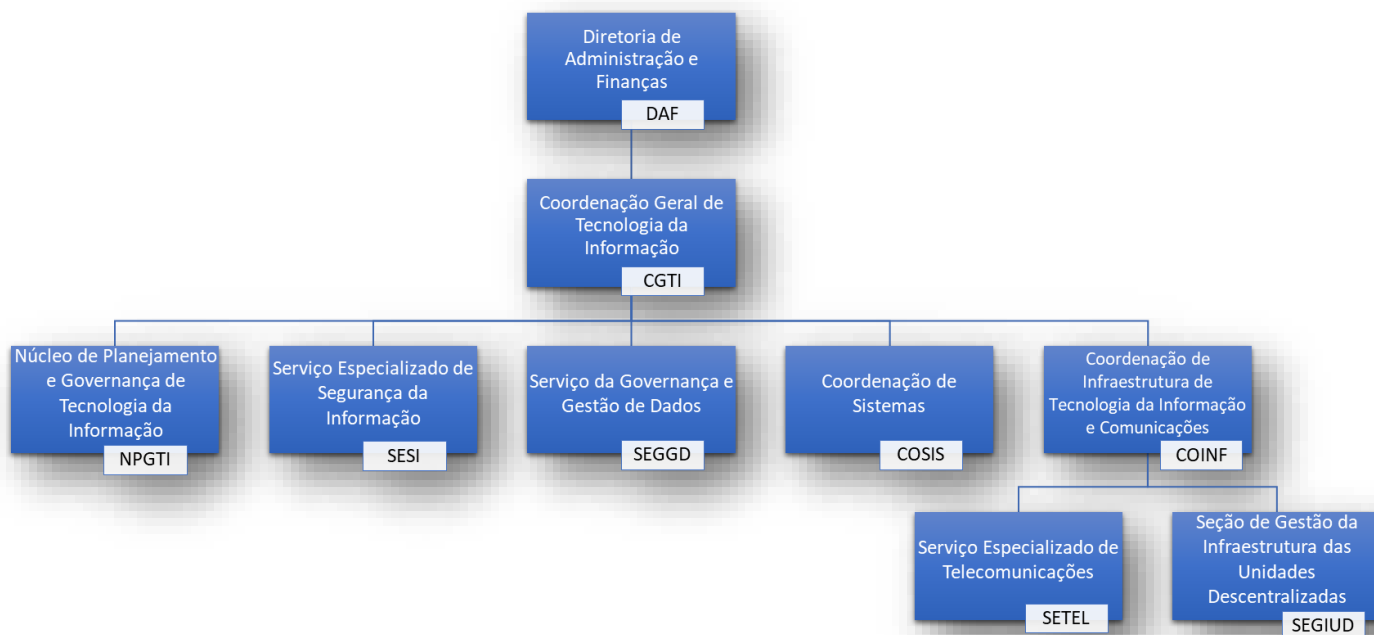 Diretoria de
Administração e
Finanças
DAF
Coordenação Geral de
Tecnologia da
Informação
CGTI
Núcleo de Planejamento
e Governança de
Tecnologia da
Informação
NPGTI
Serviço Especializado de
Segurança da
Informação
SESI
Serviço da Governança e
Gestão de Dados
SEGGD
Coordenação de
Sistemas
COSIS
Coordenação de
Infraestrutura de
Tecnologia da Informação
e Comunicações
COINF
Serviço Especializado de
Telecomunicações
SETEL
Seção de Gestão da
Infraestrutura das
Unidades
Descentralizadas
SEGIUD